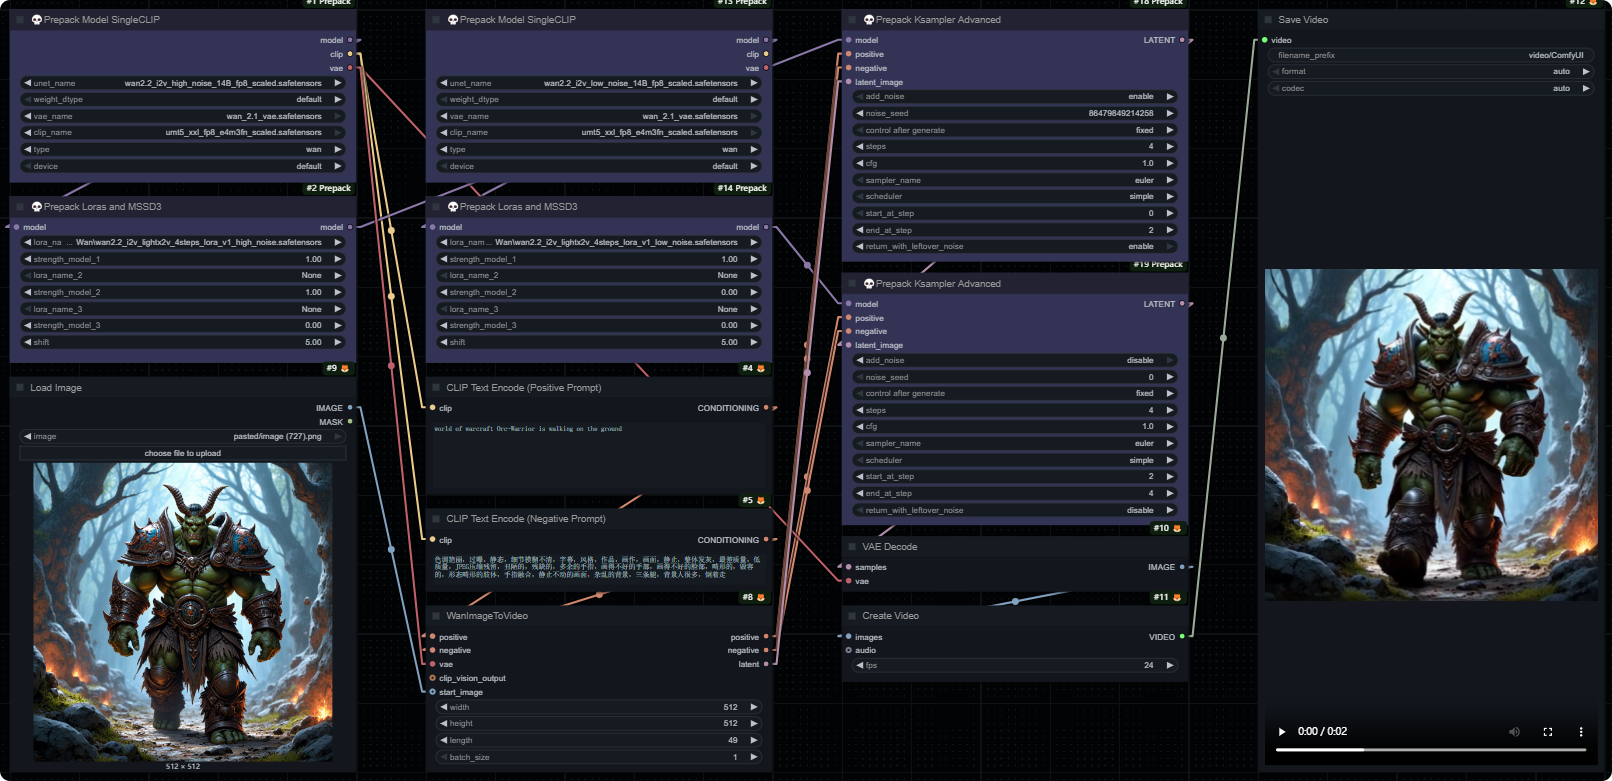 #1 Prepack
Prepack Model SingleCLIP
model
clip
vae
unet_name wan2.2_i2v_high_noise_14B_fp8_scaled.safetensors
weight_dtype default
vae_name wan_2.1_vae.safetensors
clip_name umt5_xxl_fp8_e4m3fn_scaled.safetensors
type wan
device default
#2 Prepack
Prepack Loras and MSSD3
model model
lora_na ... Wan\wan2.2_i2v_lightx2v_4steps_lora_v1_high_noise.safetensors
strength_model_1 1.00
lora_name_2 None
strength_model_2 1.00
lora_name_3 None
strength_model_3 0.00
shift 5.00
#9
Load Image
IMAGE
MASK
image pasted/image (727).png
choose file to upload
512 × 512
#13 Prepack
Prepack Model SingleCLIP
model
clip
vae
unet_name wan2.2_i2v_low_noise_14B_fp8_scaled.safetensors
weight_dtype default
vae_name wan_2.1_vae.safetensors
clip_name umt5_xxl_fp8_e4m3fn_scaled.safetensors
type wan
device default
#14 Prepack
Prepack Loras and MSSD3
model model
lora_nam... Wan\wan2.2_i2v_lightx2v_4steps_lora_v1_low_noise.safetensors
strength_model_1 1.00
lora_name_2 None
strength_model_2 0.00
lora_name_3 None
strength_model_3 0.00
shift 5.00
#4
CLIP Text Encode (Positive Prompt)
clip CONDITIONING
world of warcraft Orc-Warrior is walking on the ground
#5
CLIP Text Encode (Negative Prompt)
clip CONDITIONING
色调艳丽，过曝，静态，细节模糊不清，字幕，风格，作品，画作，画面，静止，整体发灰，最差质量，低
质量，JPEG压缩残留，丑陋的，残缺的，多余的手指，画得不好的手部，画得不好的脸部，畸形的，毁容
的，形态畸形的肢体，手指融合，静止不动的画面，杂乱的背景，三条腿，背景人很多，倒着走
#8
WanImageToVideo
positive positive
negative negative
vae latent
clip_vision_output
start_image
width 512
height 512
length 49
batch_size 1
#18 Prepack
Prepack Ksampler Advanced
model LATENT
positive
negative
latent_image
add_noise enable
noise_seed 86479849214258
control after generate fixed
steps 4
cfg 1.0
sampler_name euler
scheduler simple
start_at_step 0
end_at_step 2
return_with_leftover_noise enable
#19 Prepack
Prepack Ksampler Advanced
model LATENT
positive
negative
latent_image
add_noise disable
noise_seed 0
control after generate fixed
steps 4
cfg 1.0
sampler_name euler
scheduler simple
start_at_step 2
end_at_step 4
return_with_leftover_noise disable
#10
VAE Decode
samples IMAGE
vae
#11
Create Video
images VIDEO
audio
fps 24
#12
Save Video
video
filename_prefix video/ComfyUI
format auto
codec auto
0:00 / 0:02